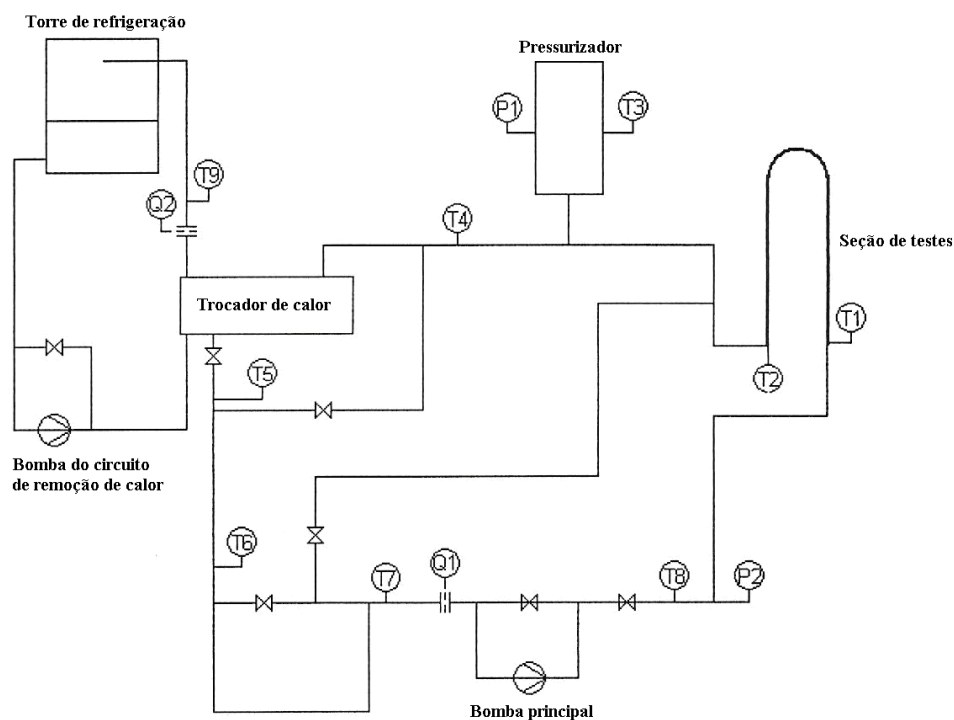 Torre de refrigeração
Pressurizador
P1
T3
T9
Q2
T4
Seção de testes
Trocador de calor
T1
T5
T2
Bomba do circuito
de remoção de calor
T6
Q1
T7
T8
P2
Bomba principal